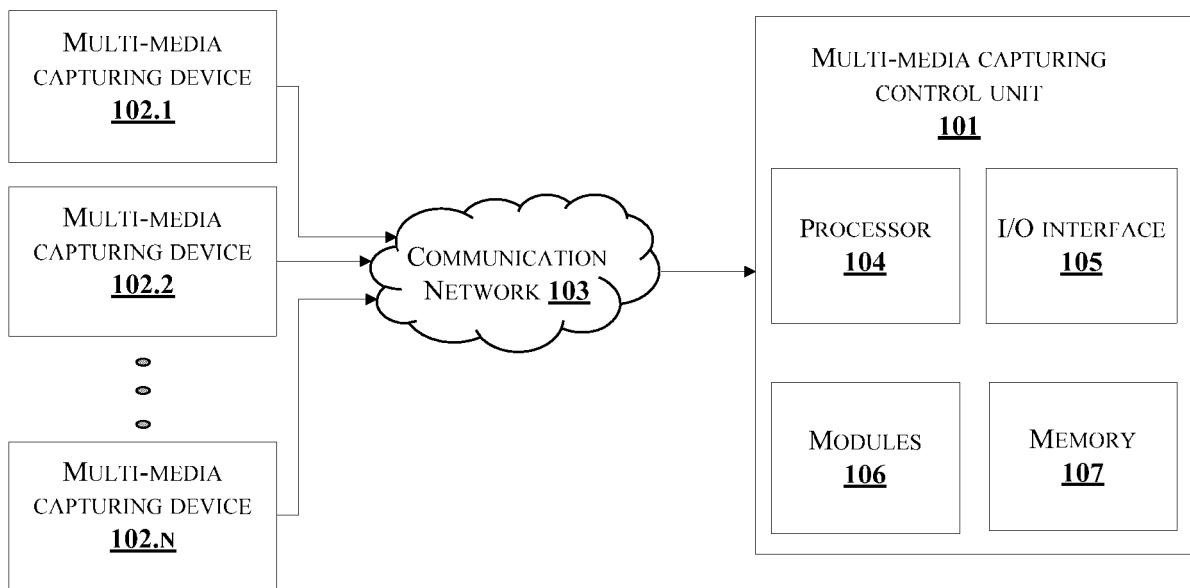 MULTI-MEDIA
CAPTURING DEVICE
102.1
MULTI-MEDIA
CAPTURING DEVICE
102.2
MULTI-MEDIA
CAPTURING DEVICE
102.N
COMMUNICATION
NETWORK 103
MULTI-MEDIA CAPTURING
CONTROL UNIT
101
PROCESSOR
104
I/O INTERFACE
105
MODULES
106
MEMORY
107